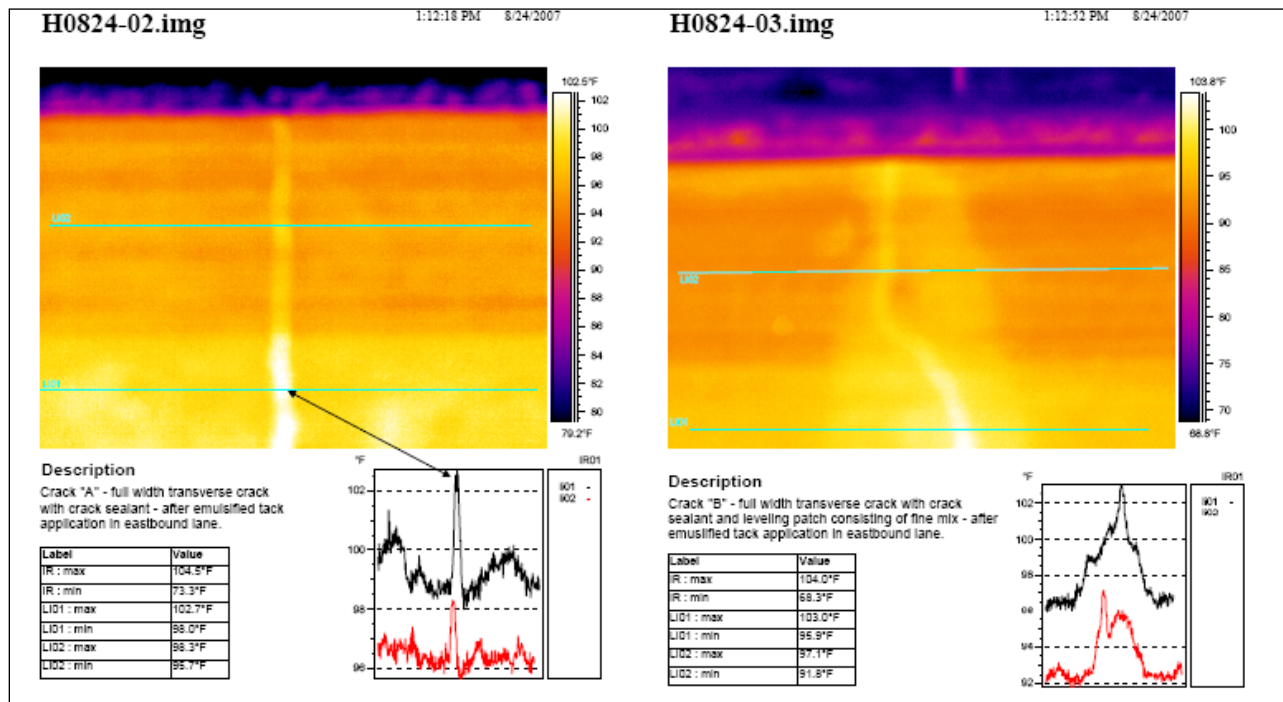 H0824-02.img
1:12:18 PM 8/24/2007
102.5°F
102
100
98
96
94
92
90
88
86
84
82
80
79.2°F
LI02
LI01
Description
Crack "A" - full width transverse crack
with crack sealant - after emulsified tack
application in eastbound lane.
Label Value
IR : max 104.5°F
IR : min 73.3°F
LI01 : max 102.7°F
LI01 : min 98.0°F
LI02 : max 98.3°F
LI02 : min 95.7°F
°F
102
100
98
96
IR01
li01 -
li02 -
H0824-03.img
1:12:52 PM 8/24/2007
103.8°F
100
95
90
85
80
75
70
68.8°F
LI02
LI01
Description
Crack "B" - full width transverse crack with crack
sealant and leveling patch consisting of fine mix - after
emuslified tack application in eastbound lane.
Label Value
IR : max 104.0°F
IR : min 68.3°F
LI01 : max 103.0°F
LI01 : min 95.9°F
LI02 : max 97.1°F
LI02 : min 91.8°F
°F
102
100
98
98
94
92
IR01
li01 -
li02